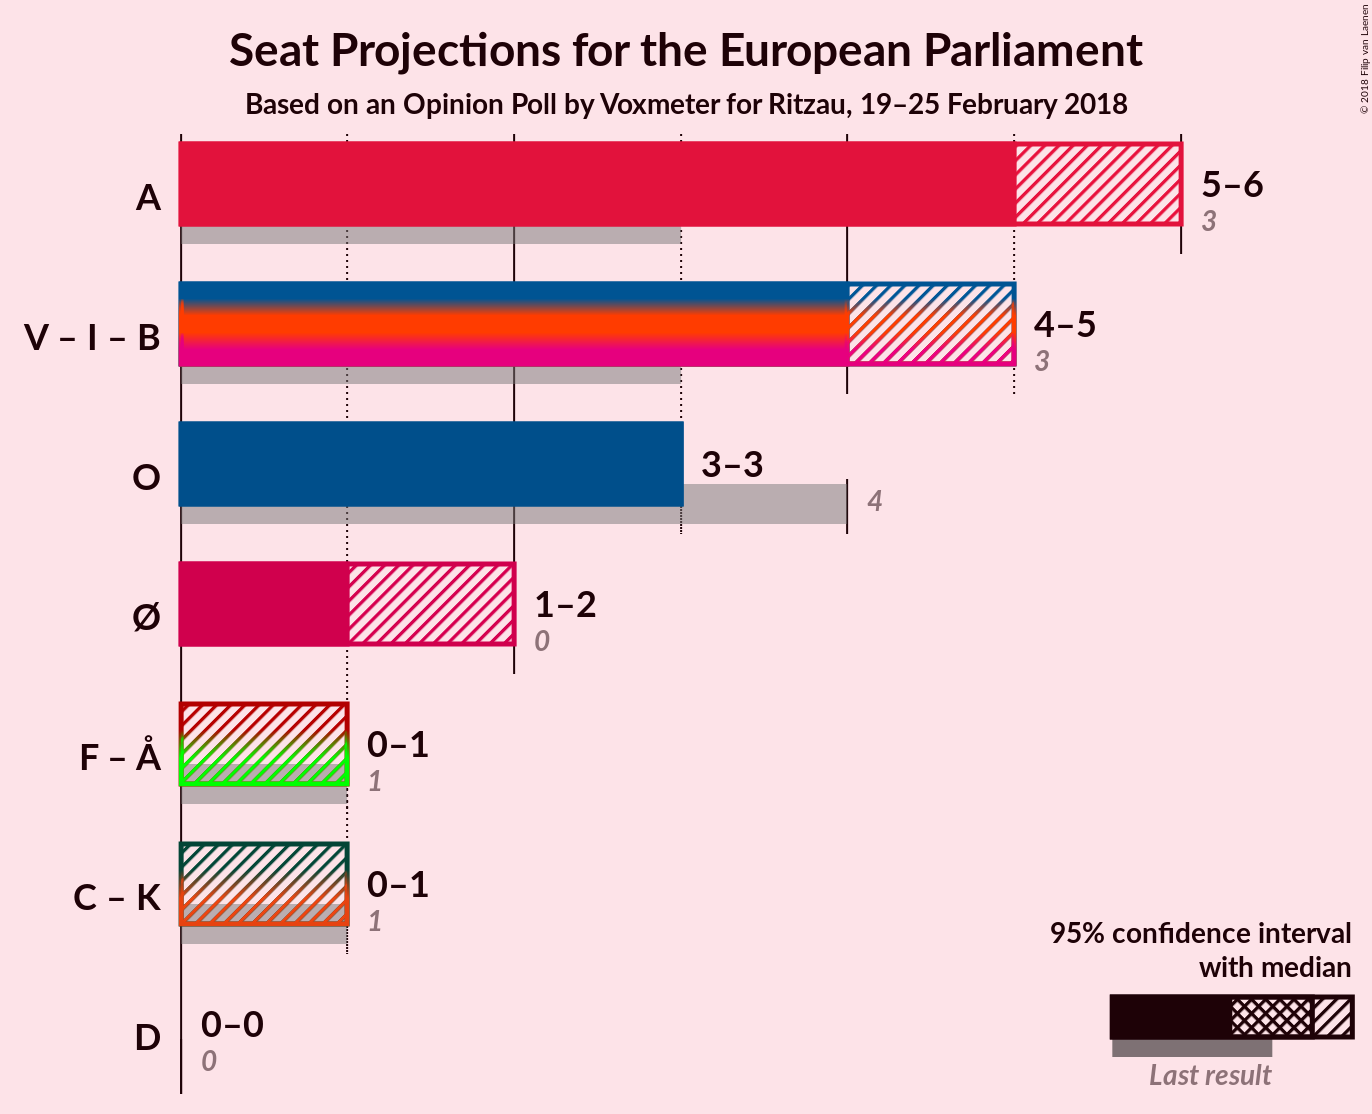 Seat Projections for the European Parliament
Based on an Opinion Poll by Voxmeter for Ritzau, 19–25 February 2018
© 2018 Filip van Laenen
A
5–6
3
V – I – B
4–5
3
O
3–3
4
Ø
1–2
0
F – Å
0–1
1
C – K
0–1
1
D
0–0
0
95% confidence interval
with median
Last result